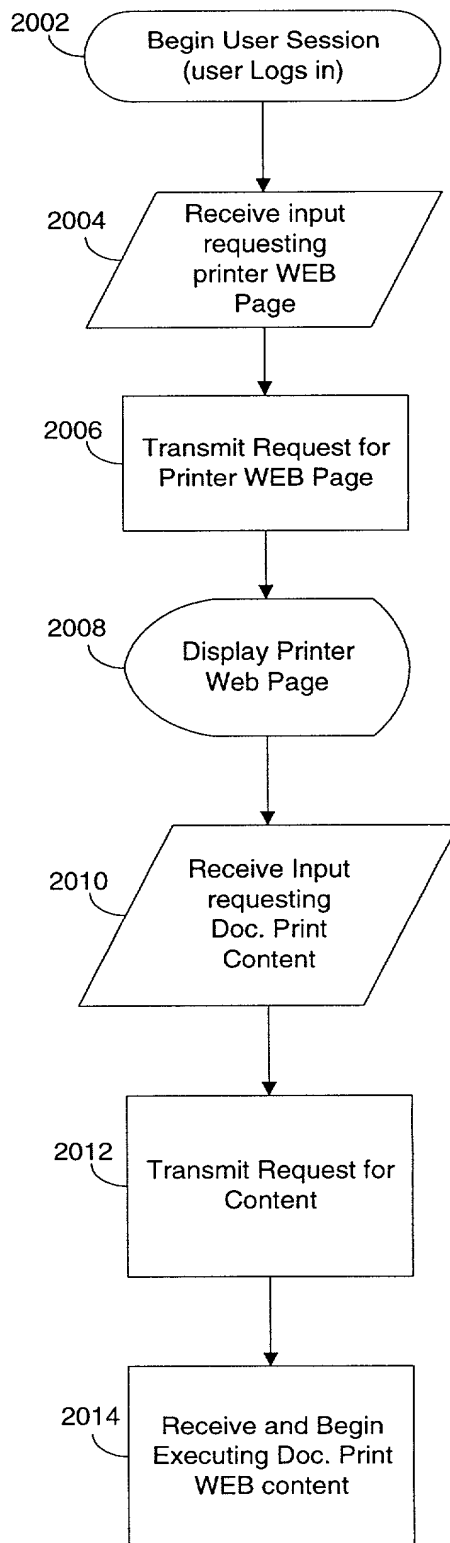 2002
Begin User Session
(user Logs in)
2004
Receive input
requesting
printer WEB
Page
2006
Transmit Request for
Printer WEB Page
2008
Display Printer
Web Page
2010
Receive Input
requesting
Doc. Print
Content
2012
Transmit Request for
Content
2014
Receive and Begin
Executing Doc. Print
WEB content